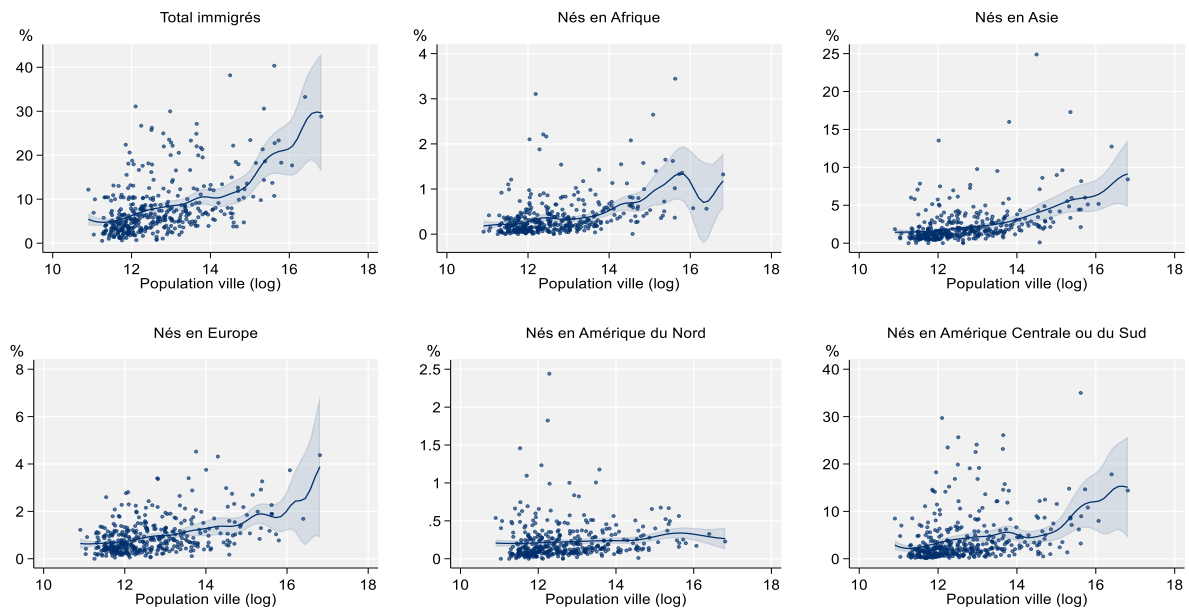 Total immigrés
%
40
30
20
10
0
10 12 14 16 18
Population ville (log)
Nés en Afrique
%
4
3
2
1
0
10 12 14 16 18
Population ville (log)
Nés en Asie
%
25
20
15
10
5
0
10 12 14 16 18
Population ville (log)
Nés en Europe
%
8
6
4
2
0
10 12 14 16 18
Population ville (log)
Nés en Amérique du Nord
%
2.5
2
1.5
1
.5
0
10 12 14 16 18
Population ville (log)
Nés en Amérique Centrale ou du Sud
%
40
30
20
10
0
10 12 14 16 18
Population ville (log)